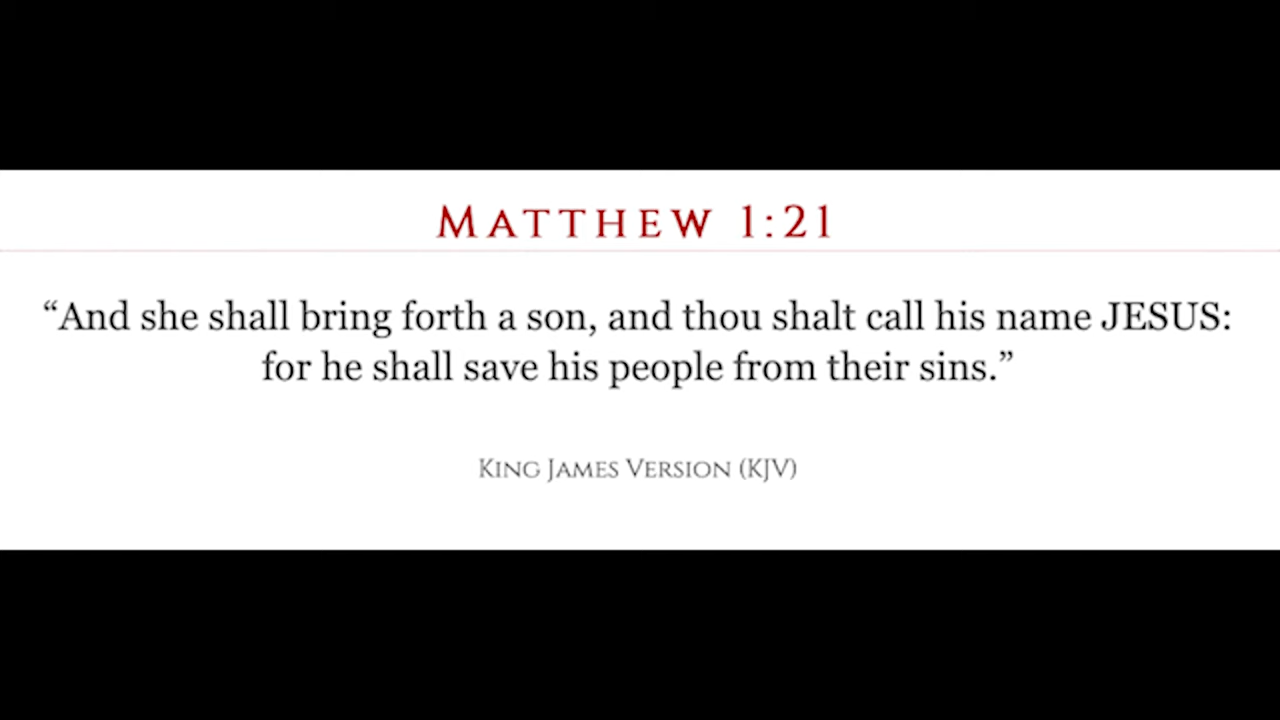 MATTHEW 1:21
“And she shall bring forth a son, and thou shalt call his name JESUS:
for he shall save his people from their sins.”
KING JAMES VERSION (KJV)